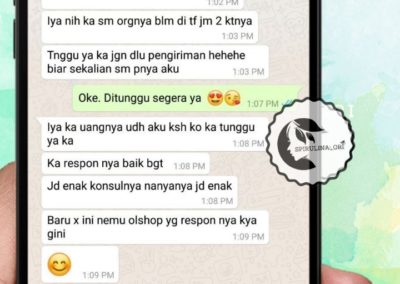 1:02 PM
Iya nih ka sm orgnya blm di tf jm 2 ktnya
1:03 PM
Tnggu ya ka jgn dlu pengiriman hehehe
biar sekalian sm pnya aku
1:03 PM
Oke. Ditunggu segera ya 😍😘
1:07 PM
Iya ka uangnya udh aku ksh ko ka tunggu
ya ka
1:08 PM
Ka respon nya baik bgt
1:08 PM
Jd enak konsulnya nanyanya jd enak
1:08 PM
Baru x ini nemu olshop yg respon nya kya
gini
1:09 PM
😊
1:09 PM
SPIRULINA_ORI